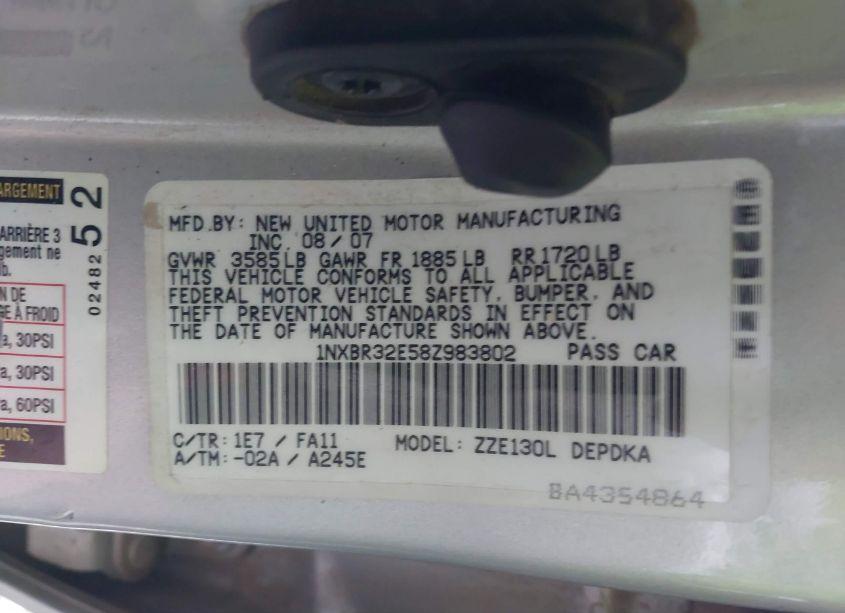 ARGEMENT
ARRIÈRE 3
gement ne
b.
N DE
GE À FROID
a, 30PSI
a, 30PSI
a, 60PSI
IONS,
E
02482 52
MFD.BY: NEW UNITED MOTOR MANUFACTURING
INC. 08/07
GVWR 3585LB GAWR FR 1885LB RR 1720LB
THIS VEHICLE CONFORMS TO ALL APPLICABLE
FEDERAL MOTOR VEHICLE SAFETY, BUMPER, AND
THEFT PREVENTION STANDARDS IN EFFECT ON
THE DATE OF MANUFACTURE SHOWN ABOVE.
1NXBR32E58Z983802 PASS CAR
C/TR: 1E7 / FA11 MODEL: ZZE130L DEPDKA
A/TM: -02A / A245E
BA4354864